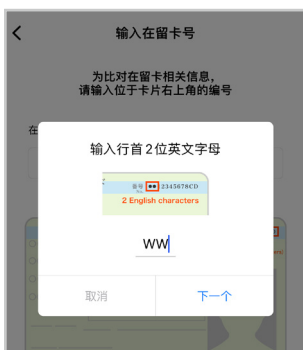 输入在留卡号
为比对在留卡相关信息，
请输入位于卡片右上角的编号
在
输入行首2位英文字母
番号 ●● 2345678CD
2 English characters
WW
取消
下一个